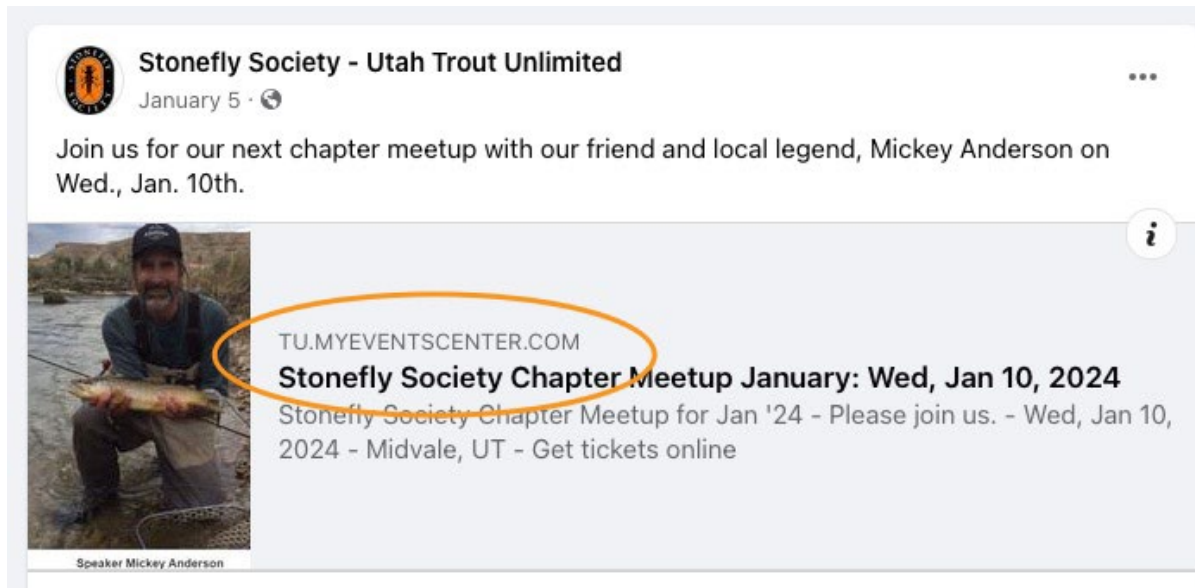 STONEFLY
SOCIETY
Stonefly Society - Utah Trout Unlimited
January 5 ·
•••
Join us for our next chapter meetup with our friend and local legend, Mickey Anderson on
Wed., Jan. 10th.
i
TU.MYEVENTSCENTER.COM
Stonefly Society Chapter Meetup January: Wed, Jan 10, 2024
Stonefly Society Chapter Meetup for Jan '24 - Please join us. - Wed, Jan 10,
2024 - Midvale, UT - Get tickets online
Speaker Mickey Anderson